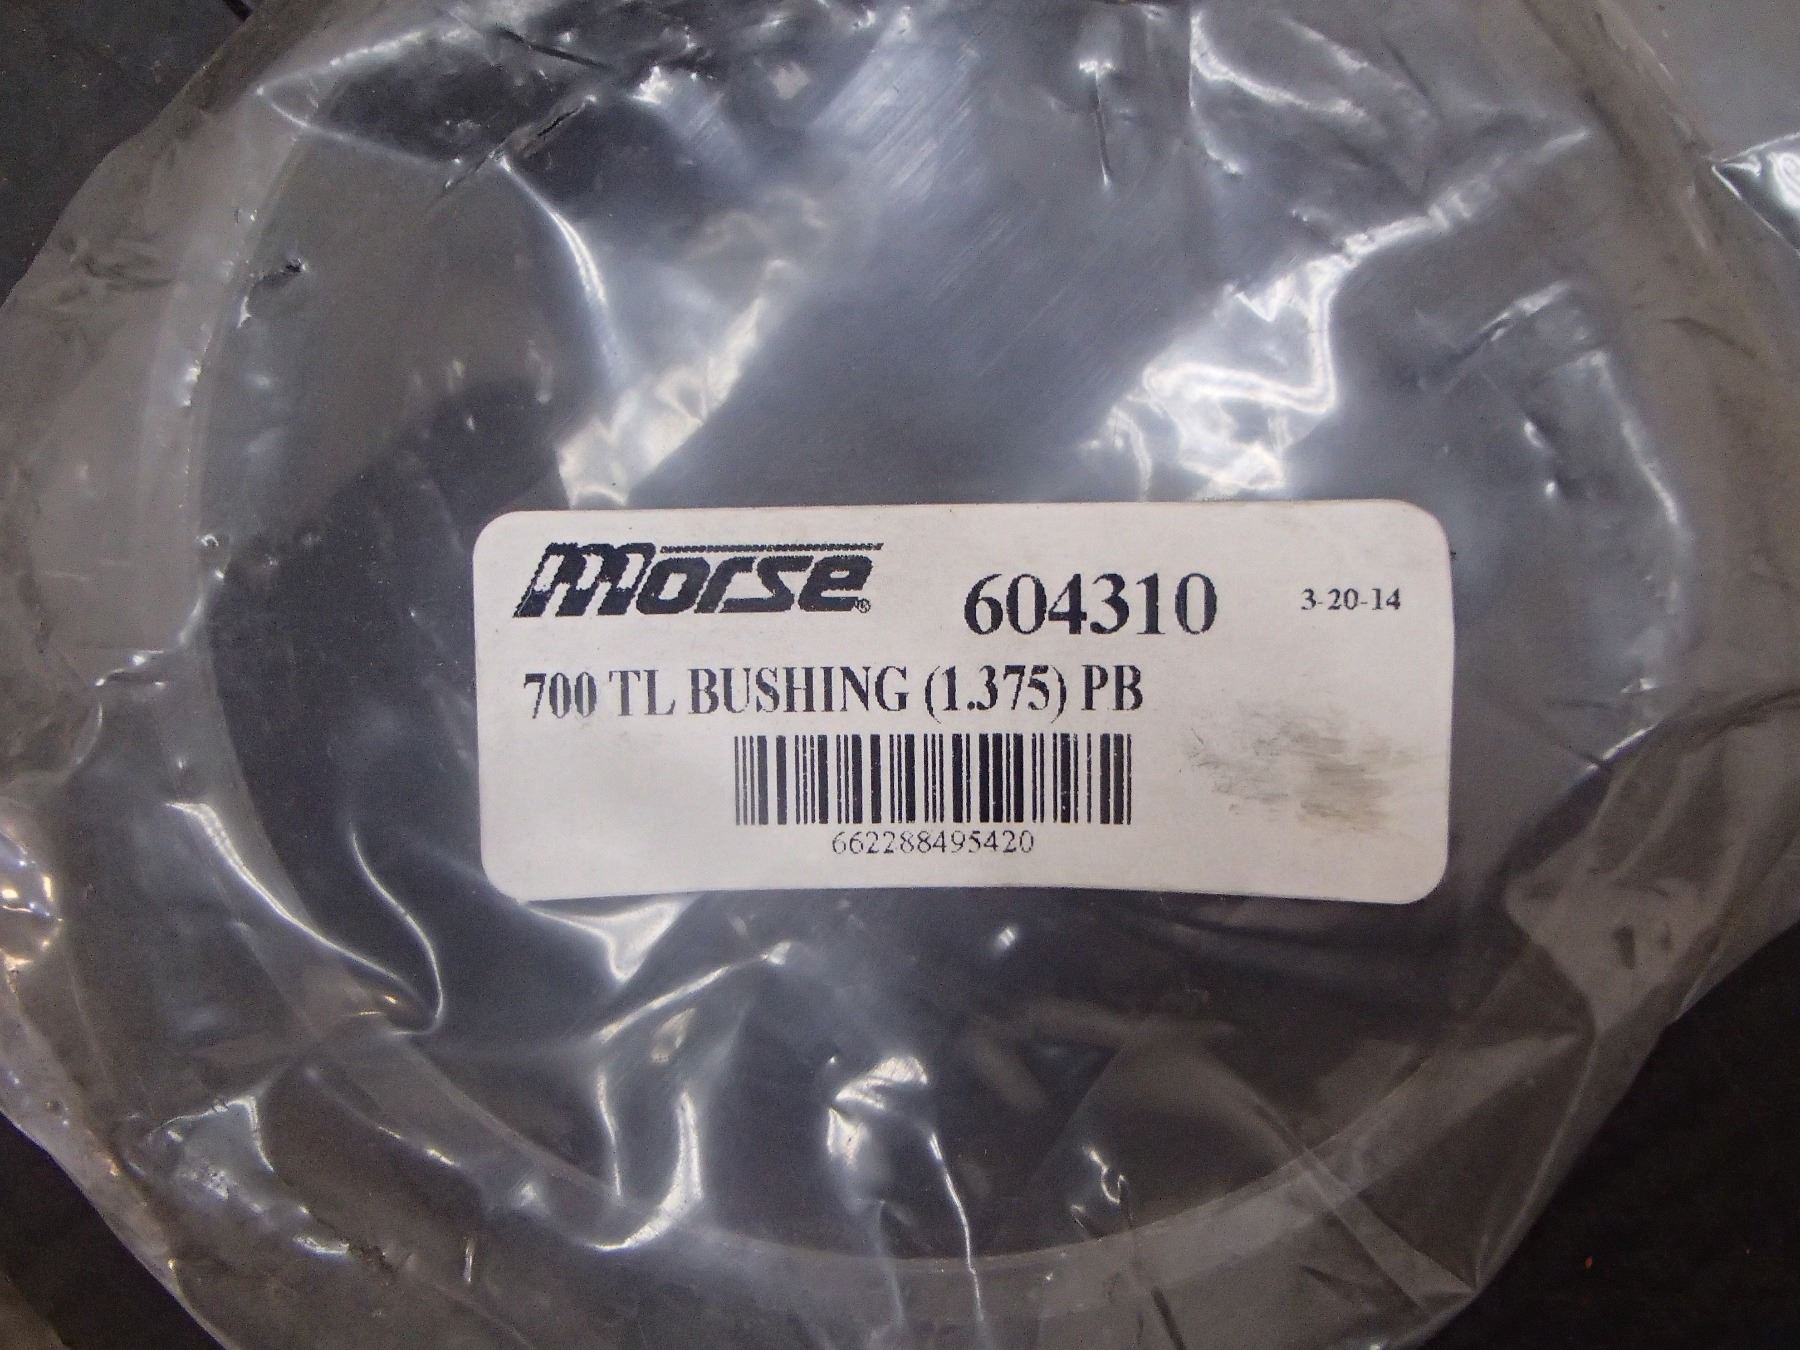 morse® 604310 3-20-14
700 TL BUSHING (1.375) PB
662288495420